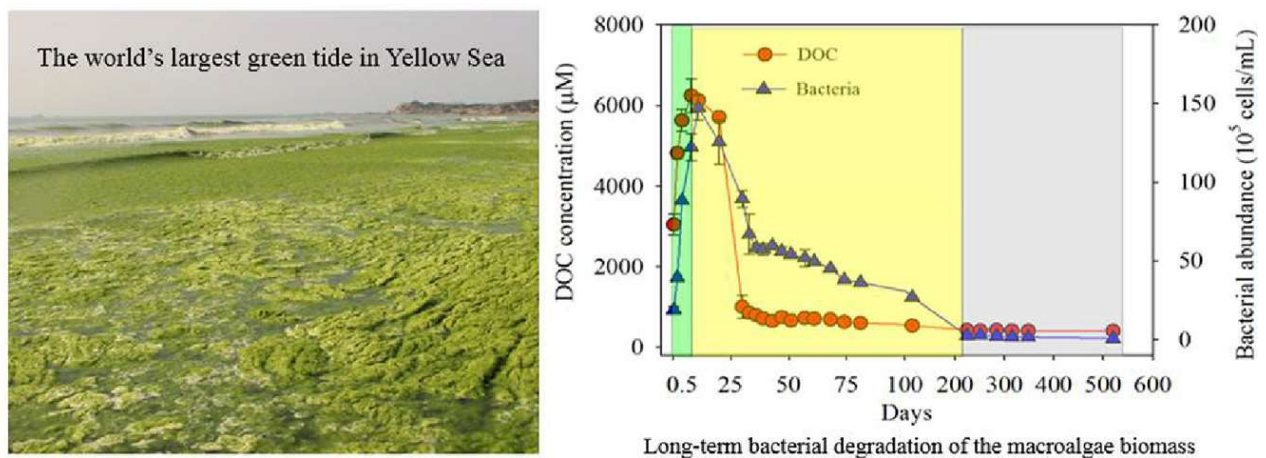 The world's largest green tide in Yellow Sea
DOC concentration (μM)
8000
6000
4000
2000
0
DOC
Bacteria
200
150
100
50
0
Bacterial abundance (10⁵ cells/mL)
0.5 25 50 75 100 200 300 400 500 600
Days
Long-term bacterial degradation of the macroalgae biomass